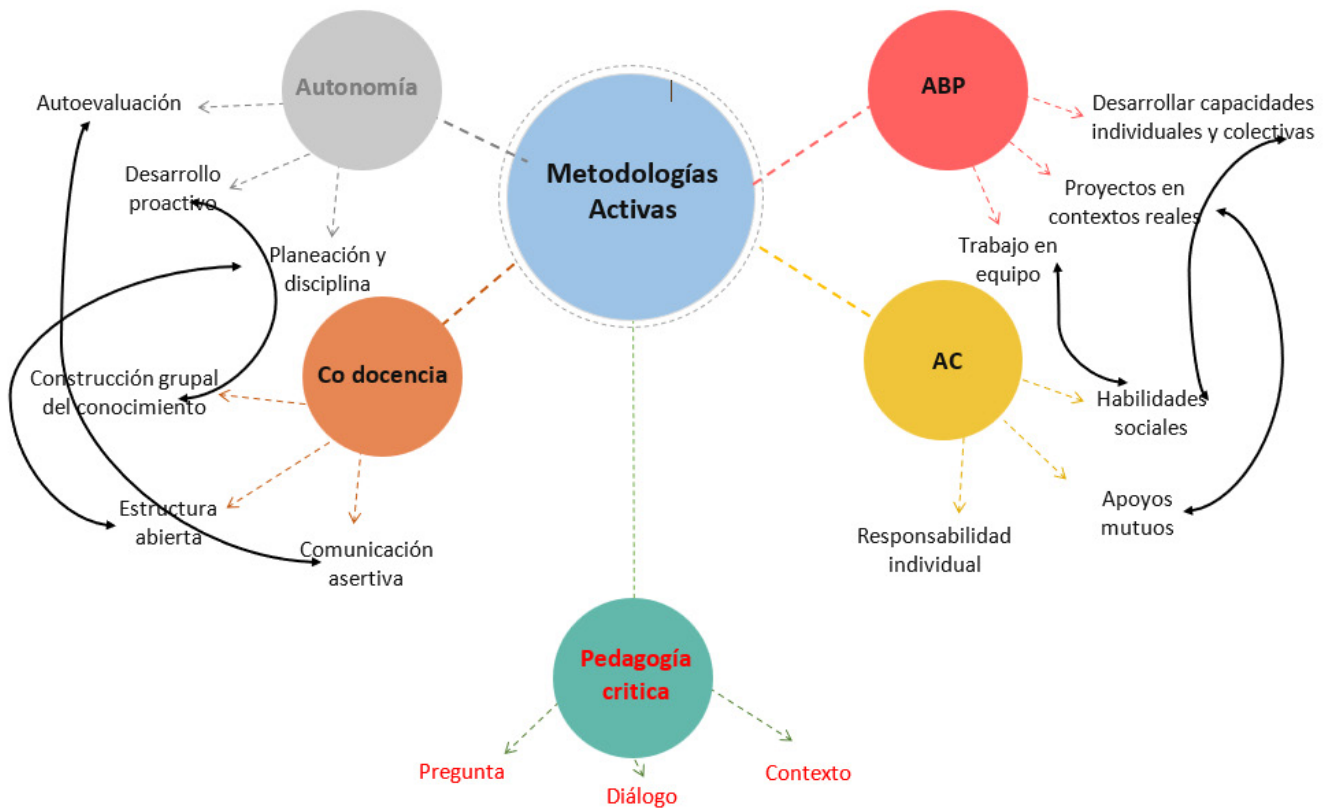 Metodologías
Activas
Autonomía
Autoevaluación
Desarrollo
proactivo
Planeación y
disciplina
Co docencia
Construcción grupal
del conocimiento
Estructura
abierta
Comunicación
asertiva
ABP
Desarrollar capacidades
individuales y colectivas
Proyectos en
contextos reales
Trabajo en
equipo
AC
Habilidades
sociales
Apoyos
mutuos
Responsabilidad
individual
Pedagogía
critica
Pregunta
Diálogo
Contexto